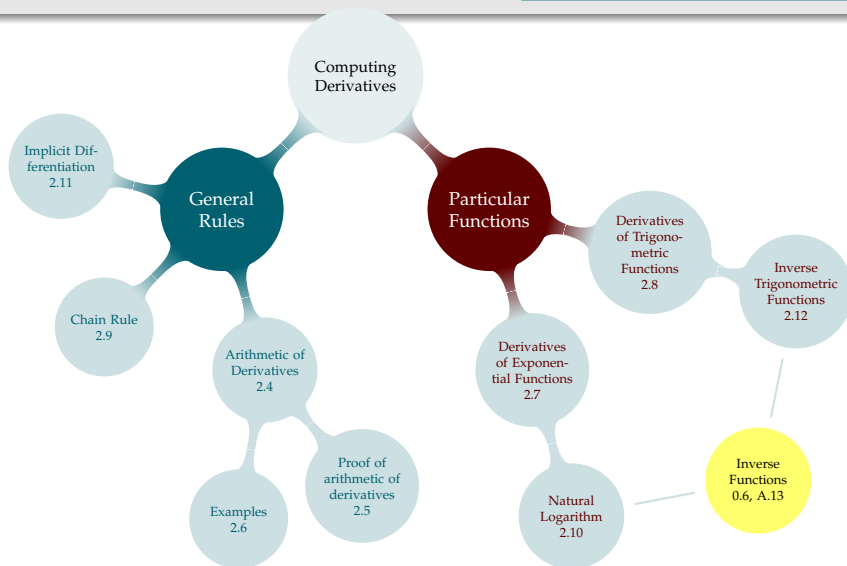 Computing
Derivatives
Implicit Dif-
ferentiation
2.11
General
Rules
Particular
Functions
Derivatives
of Trigono-
metric
Functions
2.8
Inverse
Trigonometric
Functions
2.12
Chain Rule
2.9
Arithmetic of
Derivatives
2.4
Derivatives
of Exponen-
tial Functions
2.7
Proof of
arithmetic of
derivatives
2.5
Examples
2.6
Natural
Logarithm
2.10
Inverse
Functions
0.6, A.13